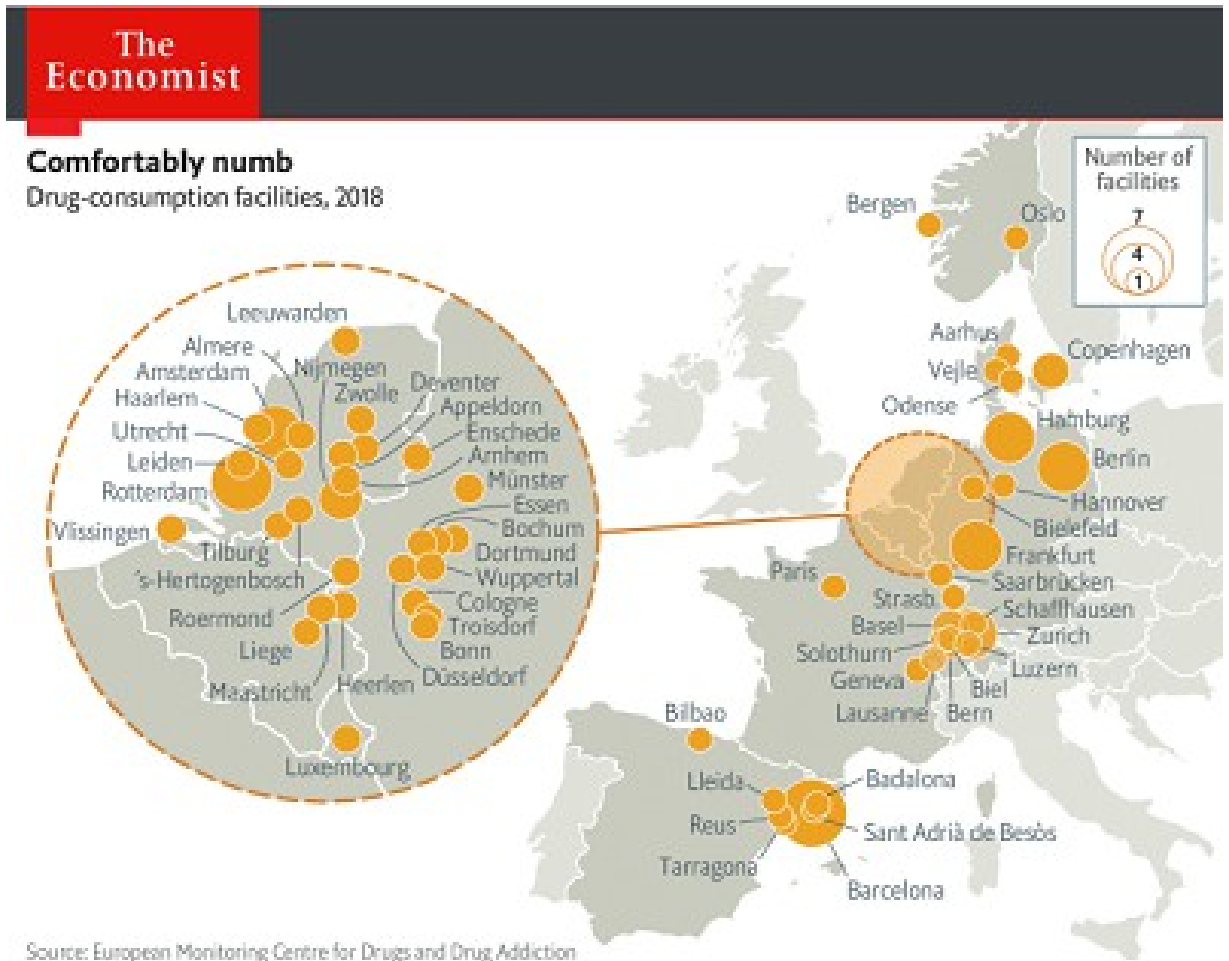 The
Economist
Comfortably numb
Drug-consumption facilities, 2018
Number of
facilities
7
4
1
Bergen
Oslo
Aarhus
Copenhagen
Vejle
Odense
Hamburg
Berlin
Hannover
Bielefeld
Frankfurt
Saarbrücken
Paris
Strasb.
Schaffhausen
Basel
Zurich
Solothurn
Luzern
Geneva
Biel
Lausanne
Bern
Bilbao
Lleida
Badalona
Reus
Sant Adrià de Besòs
Tarragona
Barcelona
Leeuwarden
Almere
Nijmegen
Amsterdam
Zwolle
Deventer
Haarlem
Appeldorn
Utrecht
Enschede
Leiden
Arnhem
Rotterdam
Münster
Essen
Vlissingen
Bochum
Tilburg
Dortmund
's-Hertogenbosch
Wuppertal
Roermond
Cologne
Troisdorf
Liege
Bonn
Maastricht
Heerlen
Düsseldorf
Luxembourg
Source: European Monitoring Centre for Drugs and Drug Addiction